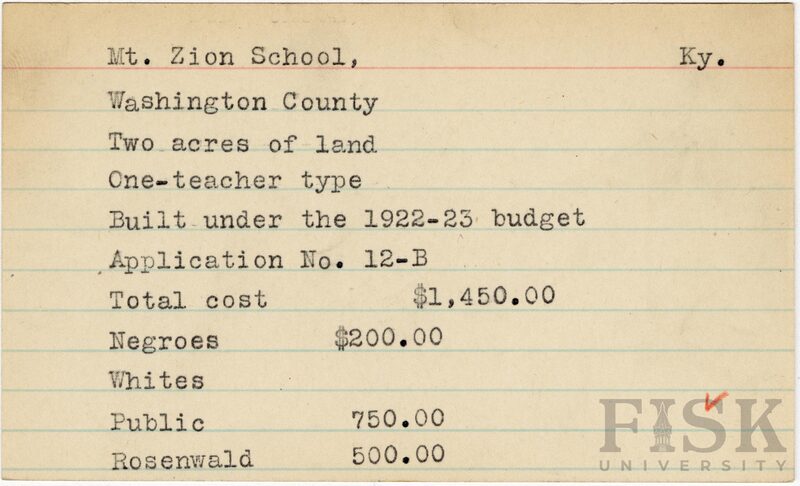 Mt. Zion School, Ky.
Washington County
Two acres of land
One-teacher type
Built under the 1922-23 budget
Application No. 12-B
Total cost $1,450.00
Negroes $200.00
Whites
Public 750.00
Rosenwald 500.00
FISK
UNIVERSITY